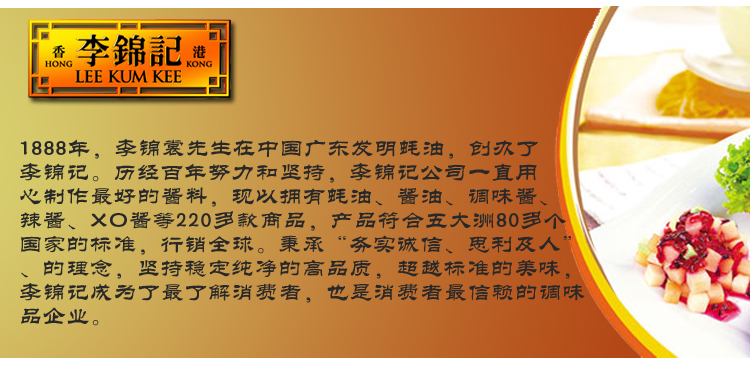 香 李錦記 港
HONG KONG
LEE KUM KEE
1888年，李锦裳先生在中国广东发明蚝油，创办了
李锦记。历经百年努力和坚持，李锦记公司一直用
心制作最好的酱料，现以拥有蚝油、酱油、调味酱、
辣酱、XO酱等220多款商品，产品符合五大洲80多个
国家的标准，行销全球。秉承“务实诚信、思利及人”
、的理念，坚持稳定纯净的高品质，超越标准的美味，
李锦记成为了最了解消费者，也是消费者最信赖的调味
品企业。